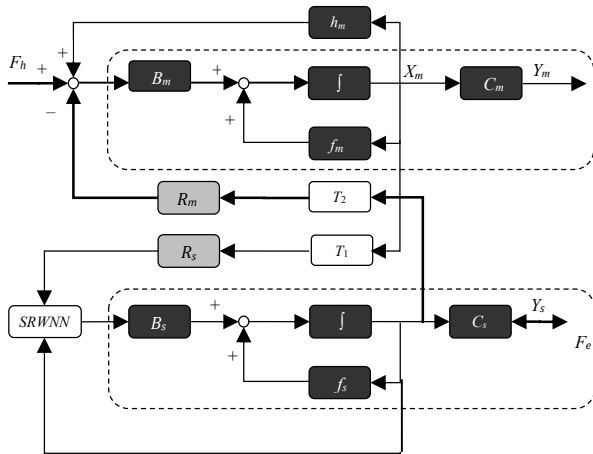 h_m
+
F_h
+
−
B_m
+
+
∫
X_m
C_m
Y_m
f_m
R_m
T_2
R_s
T_1
SRWNN
B_s
+
+
∫
C_s
Y_s
F_e
f_s